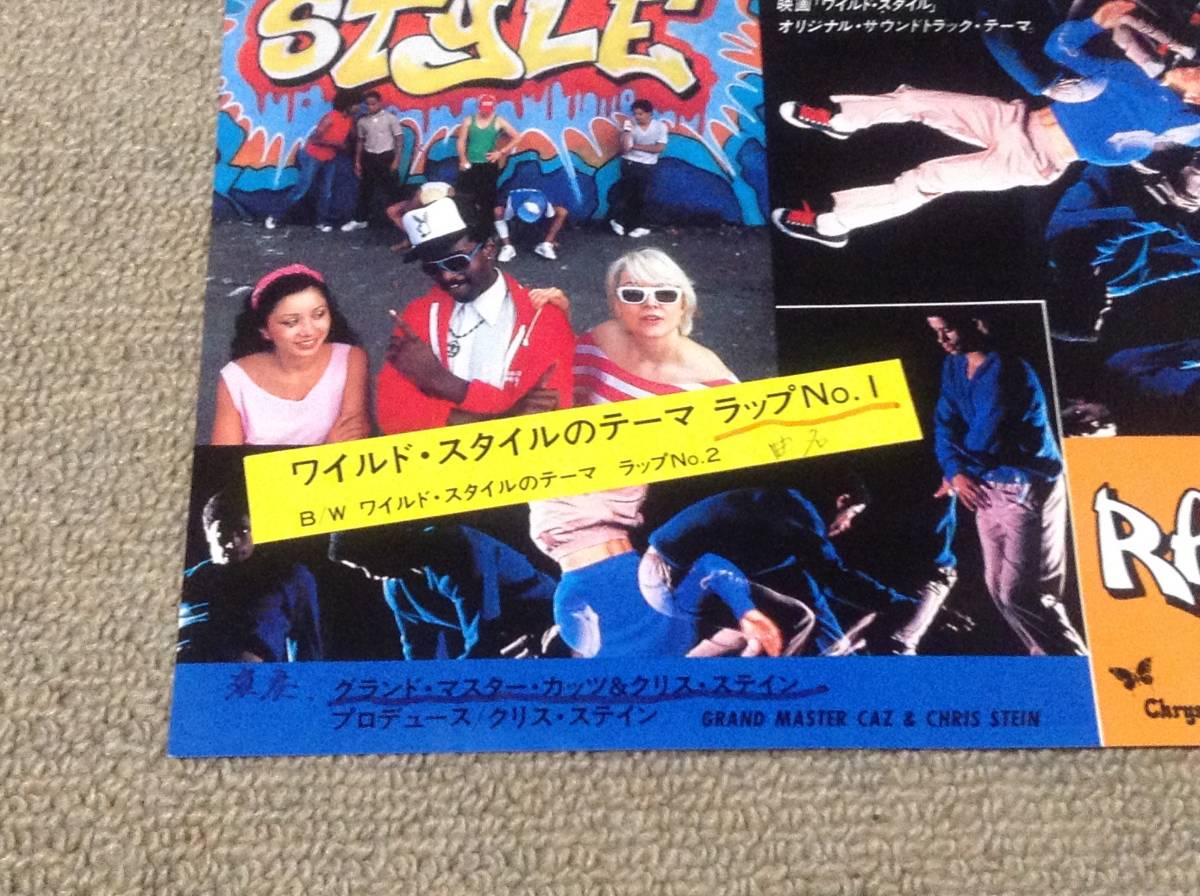 STYLE
映画「ワイルド・スタイル」
オリジナル・サウンドトラック・テーマ。
ワイルド・スタイルのテーマ ラップNo.1
B/W ワイルド・スタイルのテーマ ラップNo.2
曲名
グランド・マスター・カッツ&クリス・ステイン
プロデュース/クリス・ステイン
GRAND MASTER CAZ & CHRIS STEIN
RA
Chrys